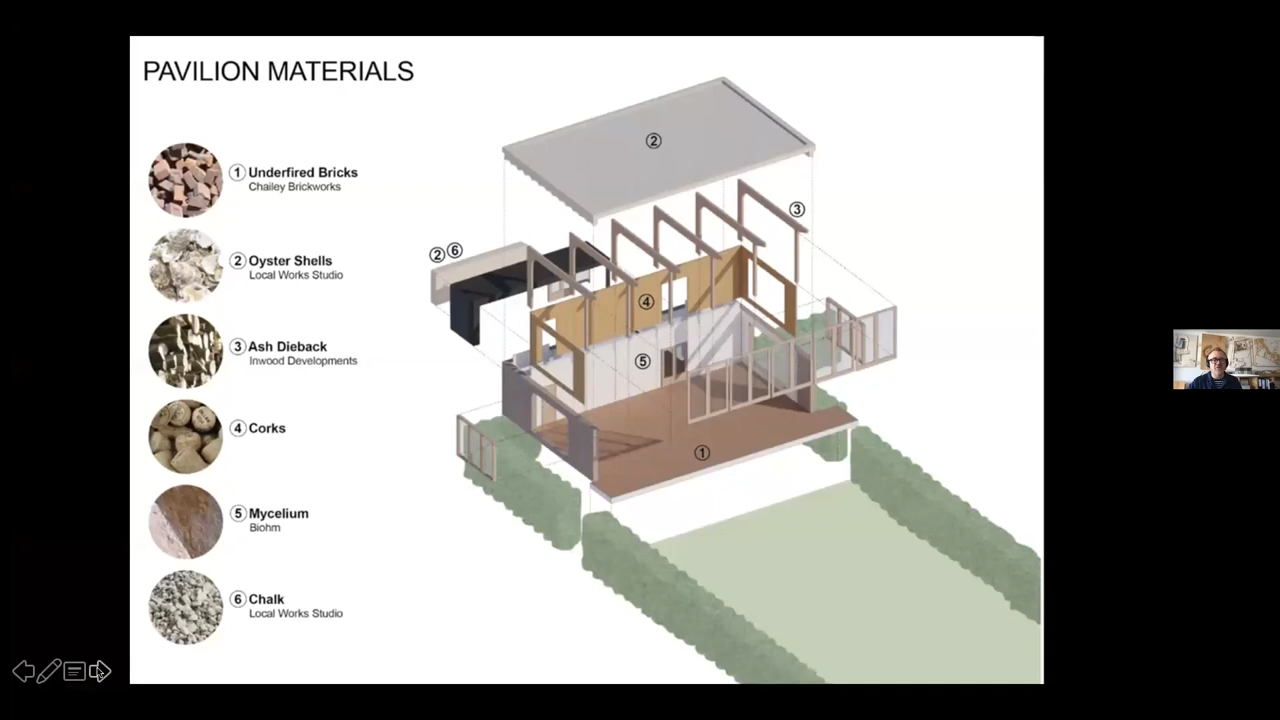 PAVILION MATERIALS
① Underfired Bricks
Chailey Brickworks
② Oyster Shells
Local Works Studio
③ Ash Dieback
Inwood Developments
④ Corks
⑤ Mycelium
Biohm
⑥ Chalk
Local Works Studio
②
③
② ⑥
④
⑤
①